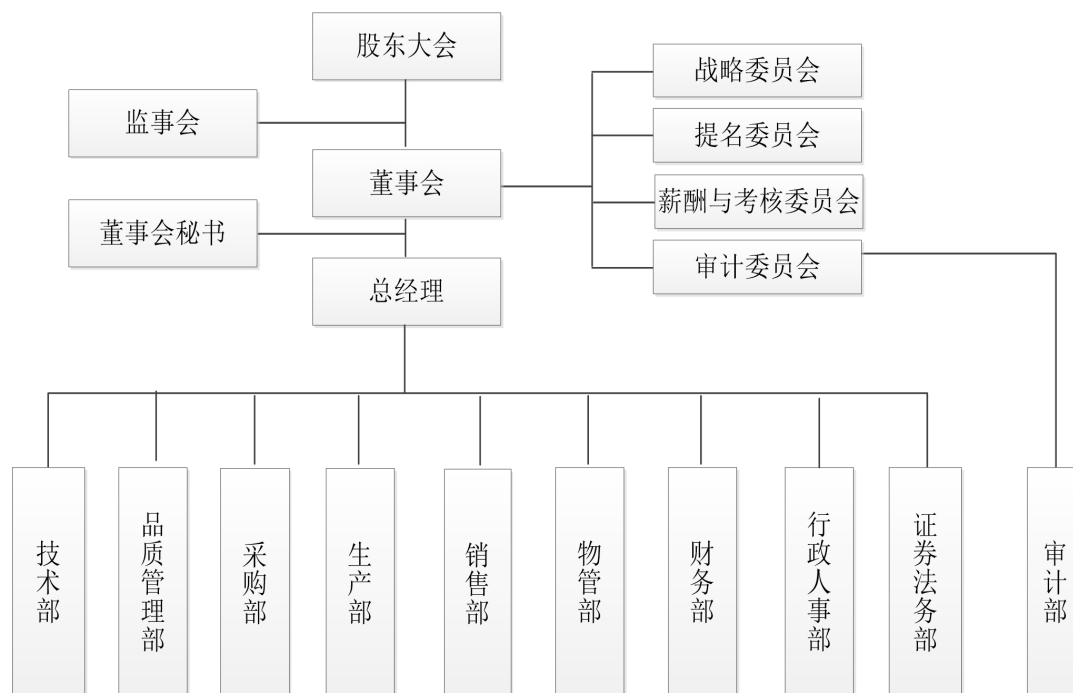 股东大会
战略委员会
监事会
提名委员会
董事会
薪酬与考核委员会
董事会秘书
审计委员会
总经理
技术部
品质管理部
采购部
生产部
销售部
物管部
财务部
行政人事部
证券法务部
审计部